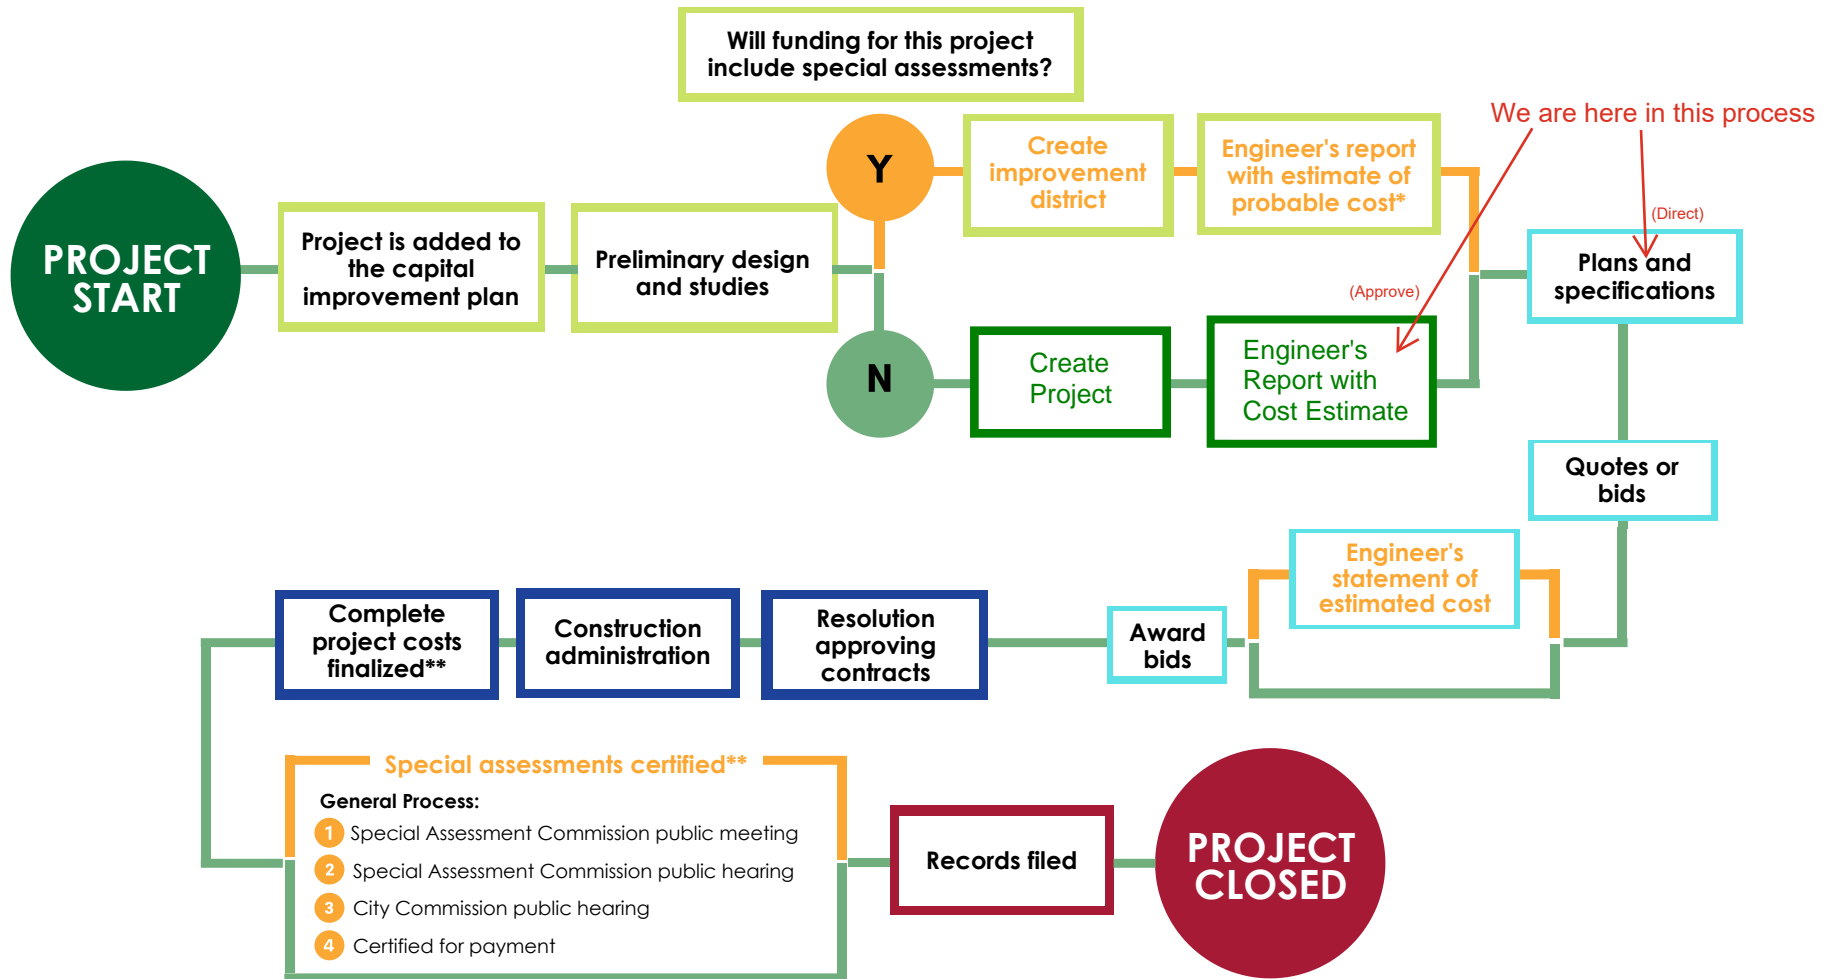 Will funding for this project
include special assessments?
We are here in this process
PROJECT
START
Project is added to
the capital
improvement plan
Preliminary design
and studies
Y
Create
improvement
district
Engineer's report
with estimate of
probable cost*
(Direct)
Plans and
specifications
(Approve)
N
Create
Project
Engineer's
Report with
Cost Estimate
Quotes or
bids
Engineer's
statement of
estimated cost
Award
bids
Resolution
approving
contracts
Construction
administration
Complete
project costs
finalized**
Special assessments certified**
General Process:
1 Special Assessment Commission public meeting
2 Special Assessment Commission public hearing
3 City Commission public hearing
4 Certified for payment
Records filed
PROJECT
CLOSED